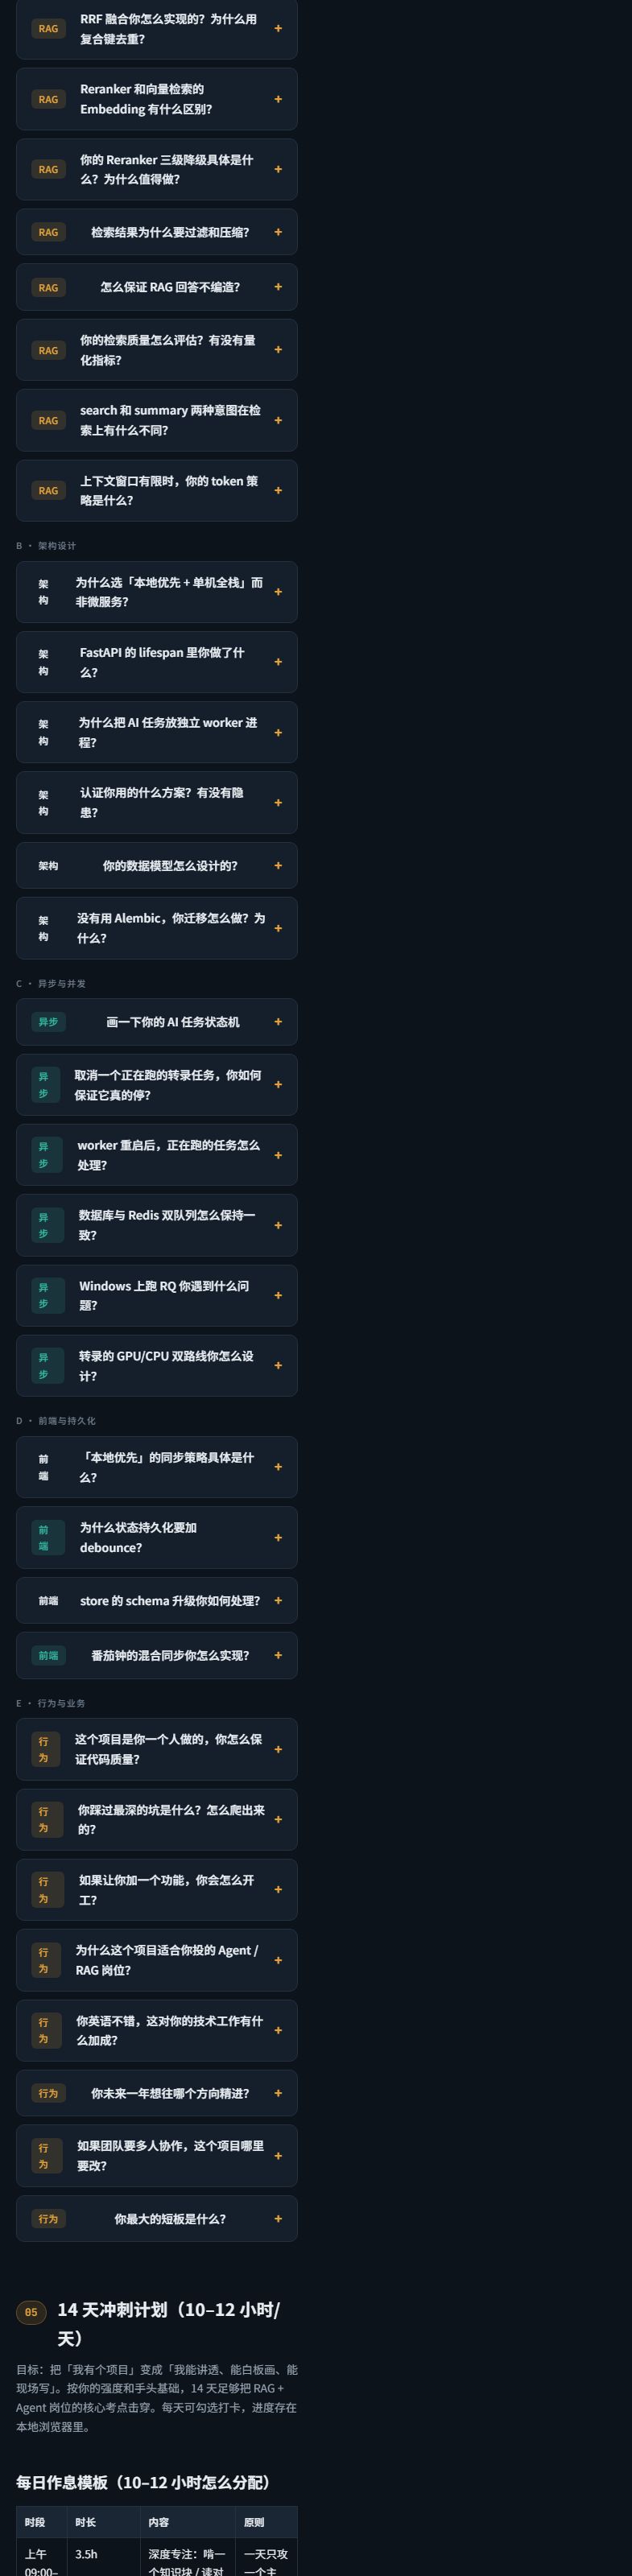 RAG
RRF 融合你怎么实现的？为什么用
复合键去重？
+
RAG
Reranker 和向量检索的
Embedding 有什么区别？
+
RAG
你的 Reranker 三级降级具体是什
么？为什么值得做？
+
RAG
检索结果为什么要过滤和压缩？
+
RAG
怎么保证 RAG 回答不编造？
+
RAG
你的检索质量怎么评估？有没有量
化指标？
+
RAG
search 和 summary 两种意图在检
索上有什么不同？
+
RAG
上下文窗口有限时，你的 token 策
略是什么？
+
B · 架构设计
架
构
为什么选「本地优先 + 单机全栈」而
非微服务？
+
架
构
FastAPI 的 lifespan 里你做了什
么？
+
架
构
为什么把 AI 任务放独立 worker 进
程？
+
架
构
认证你用的什么方案？有没有隐
患？
+
架构
你的数据模型怎么设计的？
+
架
构
没有用 Alembic，你迁移怎么做？为
什么？
+
C · 异步与并发
异步
画一下你的 AI 任务状态机
+
异
步
取消一个正在跑的转录任务，你如何
保证它真的停？
+
异
步
worker 重启后，正在跑的任务怎么
处理？
+
异
步
数据库与 Redis 双队列怎么保持一
致？
+
异
步
Windows 上跑 RQ 你遇到什么问
题？
+
异
步
转录的 GPU/CPU 双路线你怎么设
计？
+
D · 前端与持久化
前
端
「本地优先」的同步策略具体是什
么？
+
前
端
为什么状态持久化要加
debounce？
+
前端
store 的 schema 升级你如何处理？
+
前端
番茄钟的混合同步你怎么实现？
+
E · 行为与业务
行
为
这个项目是你一个人做的，你怎么保
证代码质量？
+
行
为
你踩过最深的坑是什么？怎么爬出来
的？
+
行
为
如果让你加一个功能，你会怎么开
工？
+
行
为
为什么这个项目适合你投的 Agent /
RAG 岗位？
+
行
为
你英语不错，这对你的技术工作有什
么加成？
+
行为
你未来一年想往哪个方向精进？
+
行
为
如果团队要多人协作，这个项目哪里
要改？
+
行为
你最大的短板是什么？
+
05
14 天冲刺计划（10–12 小时/
天）
目标：把「我有个项目」变成「我能讲透、能白板画、能
现场写」。按你的强度和手头基础，14 天足够把 RAG +
Agent 岗位的核心考点击穿。每天可勾选打卡，进度存在
本地浏览器里。
每日作息模板（10–12 小时怎么分配）
时段 时长 内容 原则
上午 3.5h 深度专注：啃一 一天只攻
09:00– 个知识块 / 读对 一个主